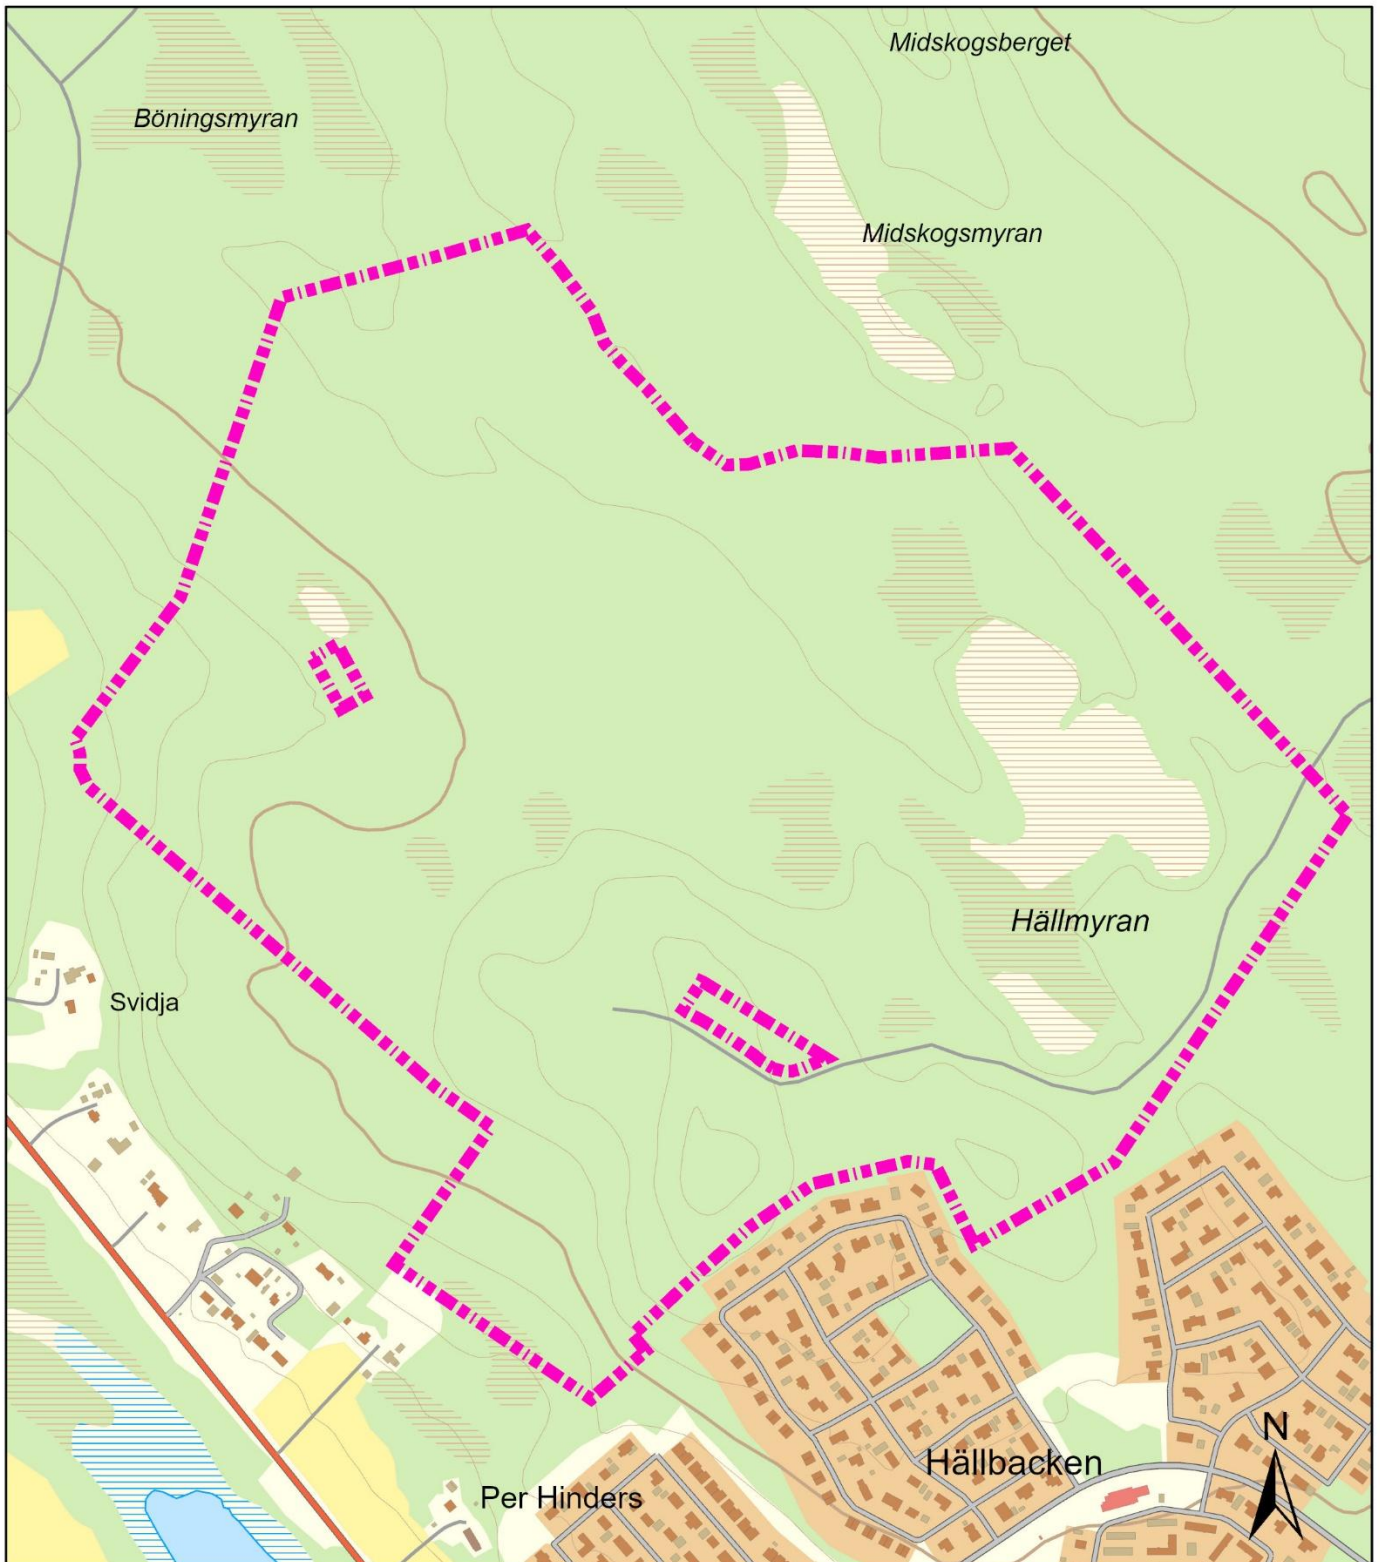 Midskogsberget
Böningsmyran
Midskogsmyran
Hällmyran
Svidja
N
Hällbacken
Per Hinders